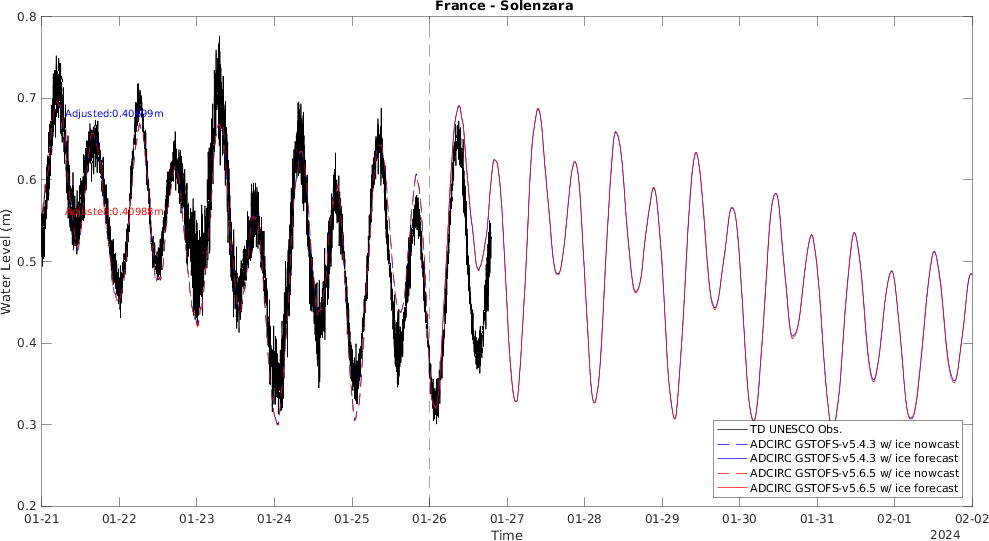 France - Solenzara
0.8
0.7
0.6
0.5
0.4
0.3
0.2
Water Level (m)
Adjusted:0.40988m
01-21
01-22
01-23
01-24
01-25
01-26
01-27
01-28
01-29
01-30
01-31
02-01
02-02
Time
2024
TD UNESCO Obs.
ADCIRC GSTOFS-v5.4.3 w/ ice nowcast
ADCIRC GSTOFS-v5.4.3 w/ ice forecast
ADCIRC GSTOFS-v5.6.5 w/ ice nowcast
ADCIRC GSTOFS-v5.6.5 w/ ice forecast